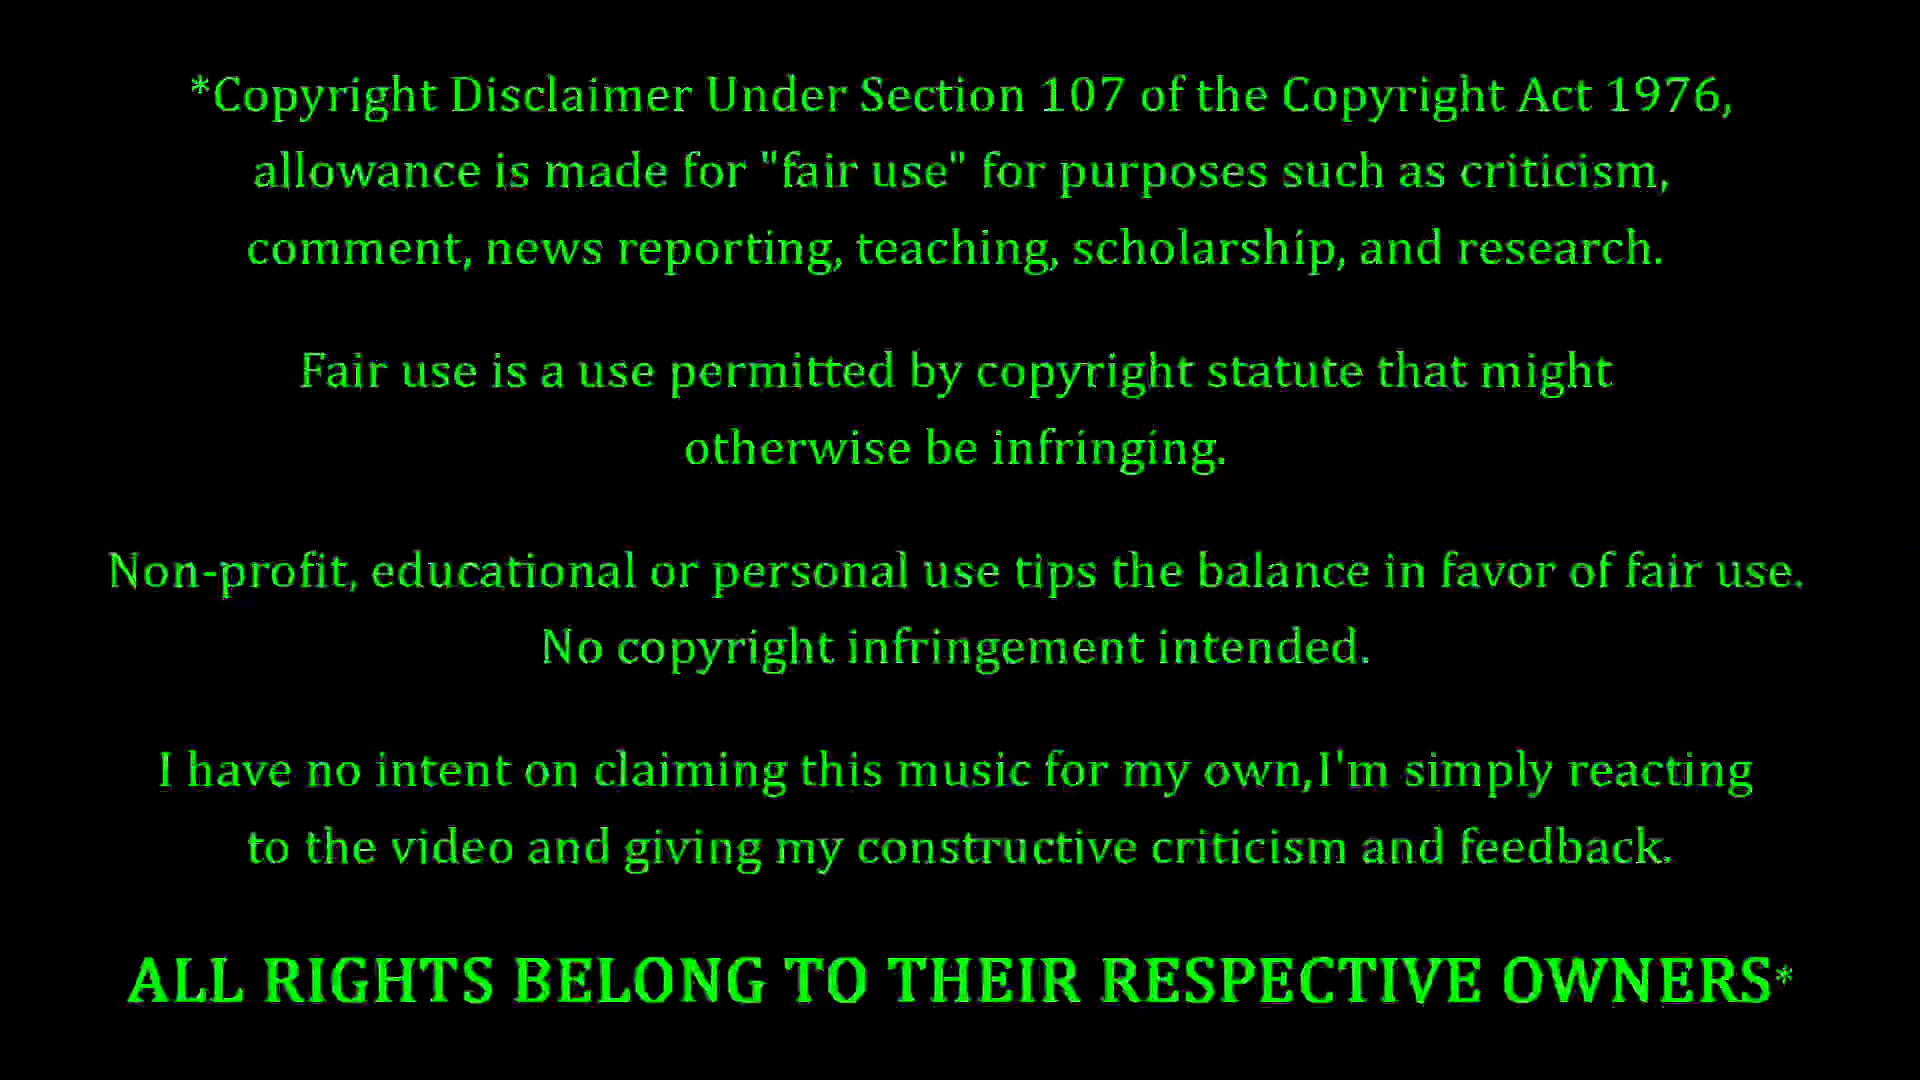 *Copyright Disclaimer Under Section 107 of the Copyright Act 1976,
allowance is made for "fair use" for purposes such as criticism,
comment, news reporting, teaching, scholarship, and research.
Fair use is a use permitted by copyright statute that might
otherwise be infringing.
Non-profit, educational or personal use tips the balance in favor of fair use.
No copyright infringement intended.
I have no intent on claiming this music for my own,I'm simply reacting
to the video and giving my constructive criticism and feedback.
ALL RIGHTS BELONG TO THEIR RESPECTIVE OWNERS*